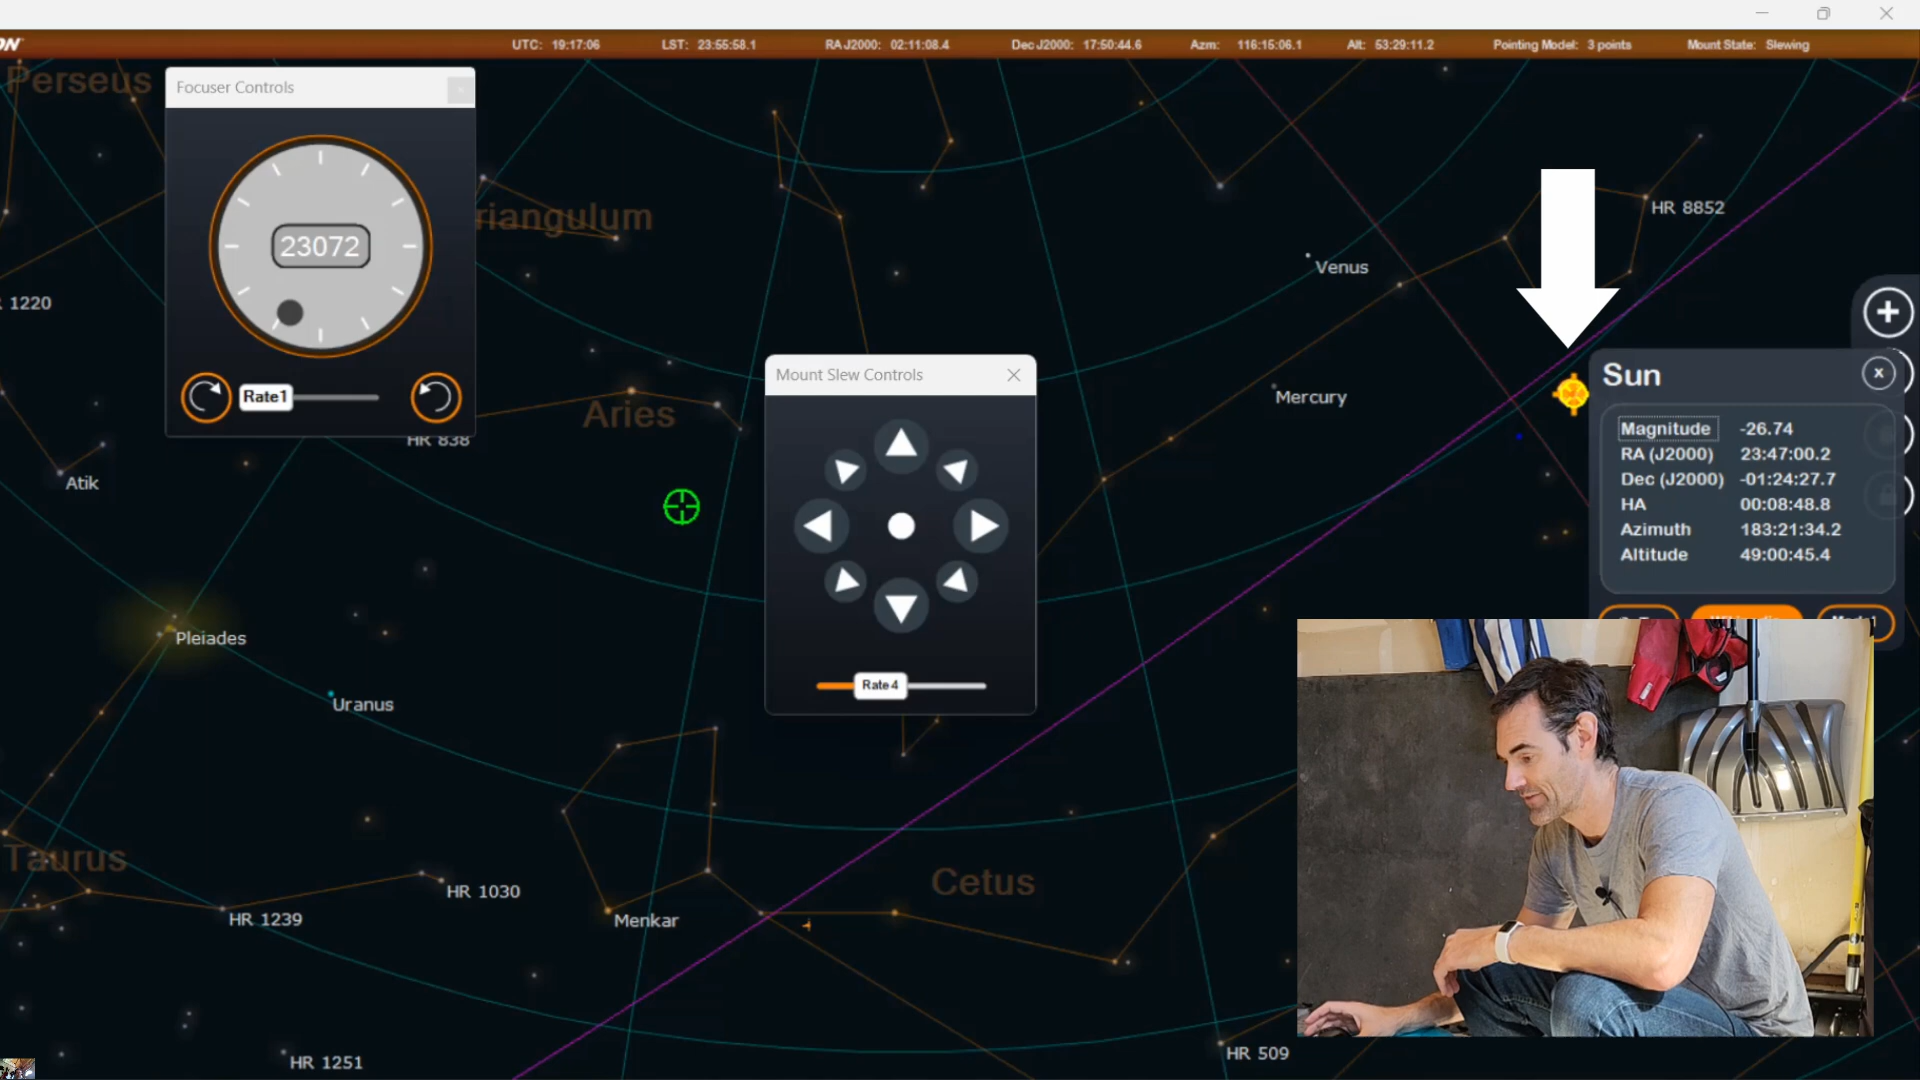 UTC: 19:17:06 LST: 23:55:58.1 RA J2000: 02:11:08.4 Dec J2000: 17:50:44.6 Azm: 116:15:06.1 Alt: 53:29:11.2 Pointing Model: 3 points Mount State: Slewing
Perseus
Focuser Controls
HR 8852
riangulum
23072
Venus
1220
Mount Slew Controls
Sun
x
Rate1
Mercury
Aries
Magnitude -26.74
HR 838
RA (J2000) 23:47:00.2
Atik
Dec (J2000) -01:24:27.7
HA 00:08:48.8
Azimuth 183:21:34.2
Altitude 49:00:45.4
Pleiades
Rate4
Uranus
Taurus
Cetus
HR 1030
HR 1239
Menkar
HR 509
HR 1251